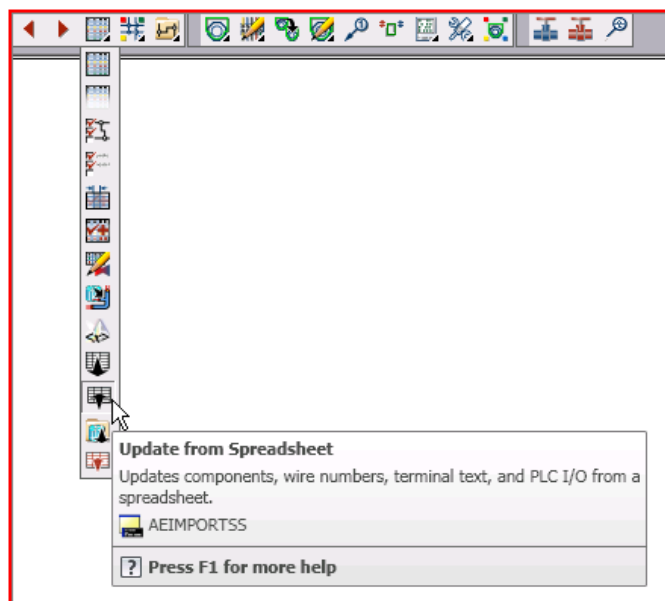 Update from Spreadsheet
Updates components, wire numbers, terminal text, and PLC I/O from a
spreadsheet.
AEIMPORTSS
? Press F1 for more help